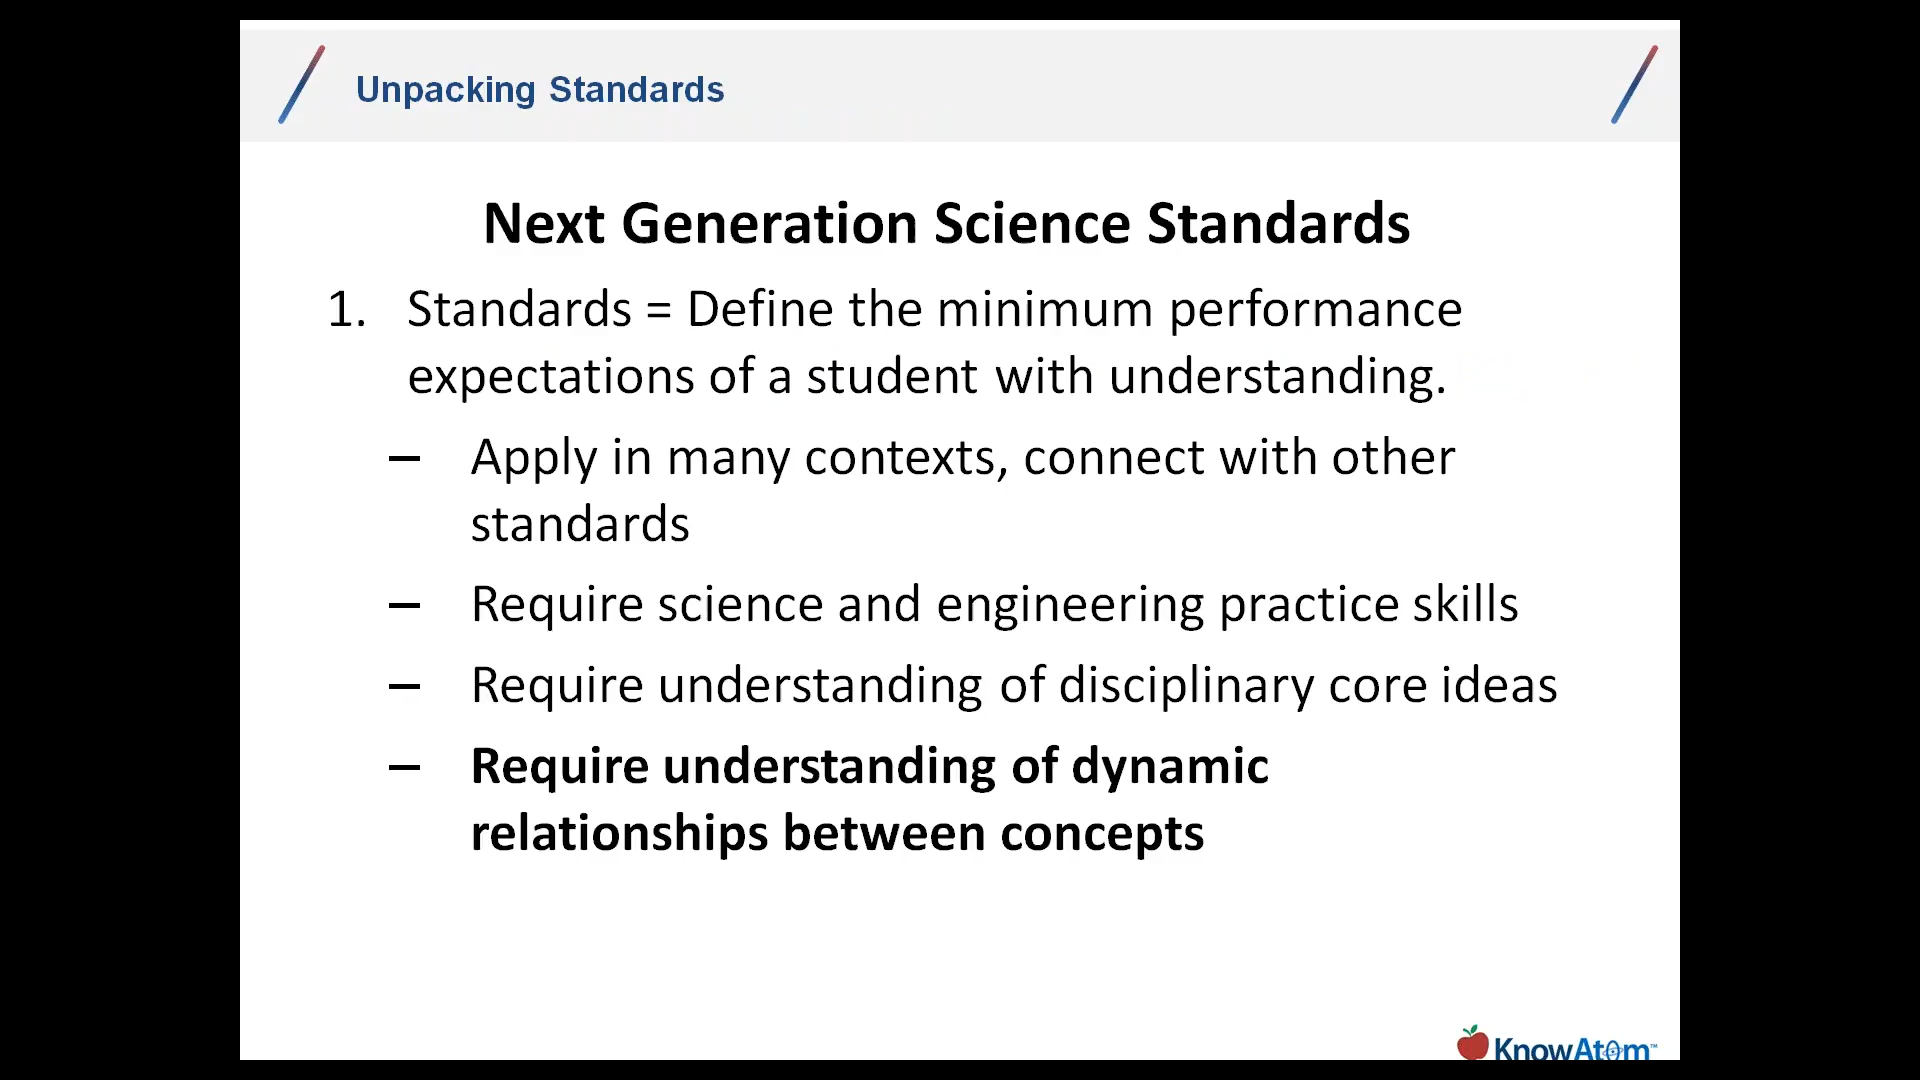 Unpacking Standards
Next Generation Science Standards
1. Standards = Define the minimum performance
expectations of a student with understanding.
– Apply in many contexts, connect with other
standards
– Require science and engineering practice skills
– Require understanding of disciplinary core ideas
– Require understanding of dynamic
relationships between concepts
KnowAtom™